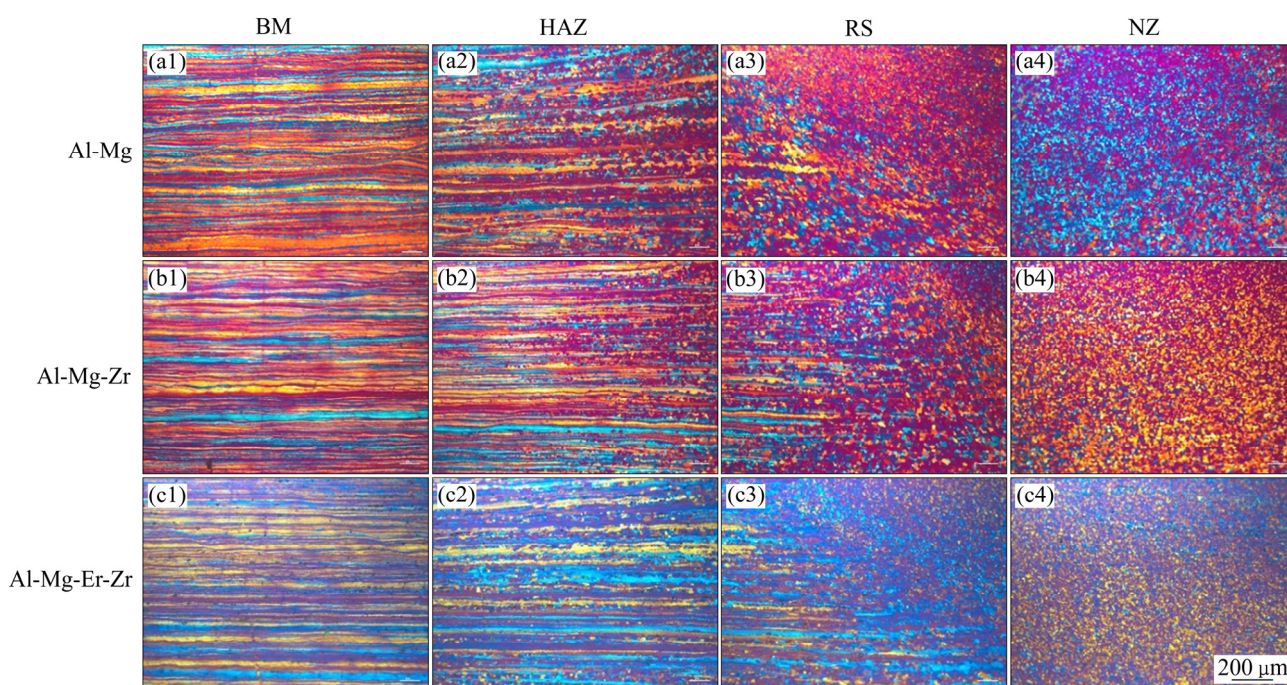 BM HAZ RS NZ
Al-Mg (a1) (a2) (a3) (a4)
Al-Mg-Zr (b1) (b2) (b3) (b4)
Al-Mg-Er-Zr (c1) (c2) (c3) (c4)
200 μm